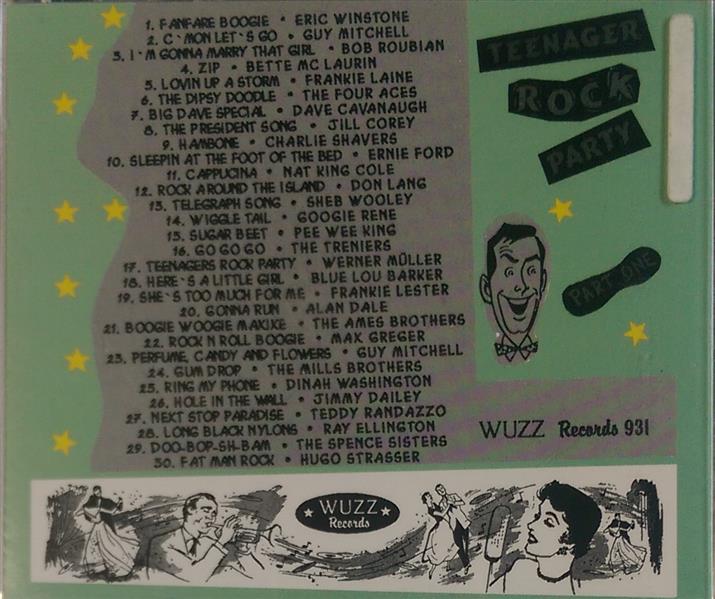 1. FANFARE BOOGIE • ERIC WINSTONE
2. C`MON LET`S GO • GUY MITCHELL
3. I`M GONNA MARRY THAT GIRL • BOB ROUBIAN
4. ZIP • BETTE MC LAURIN
5. LOVIN UP A STORM • FRANKIE LAINE
6. THE DIPSY DOODLE • THE FOUR ACES
7. BIG DAVE SPECIAL • DAVE CAVANAUGH
8. THE PRESIDENT SONG • JILL COREY
9. HAMBONE • CHARLIE SHAVERS
10. SLEEPIN AT THE FOOT OF THE BED • ERNIE FORD
11. CAPPUCINA • NAT KING COLE
12. ROCK AROUND THE ISLAND • DON LANG
13. TELEGRAPH SONG • SHEB WOOLEY
14. WIGGLE TAIL • GOOGIE RENE
15. SUGAR BEET • PEE WEE KING
16. GO GO GO • THE TRENIERS
17. TEENAGERS ROCK PARTY • WERNER MÜLLER
18. HERE`S A LITTLE GIRL • BLUE LOU BARKER
19. SHE`S TOO MUCH FOR ME • FRANKIE LESTER
20. GONNA RUN • ALAN DALE
21. BOOGIE WOOGIE MAXIXE • THE AMES BROTHERS
22. ROCK N ROLL BOOGIE • MAX GREGER
23. PERFUME, CANDY AND FLOWERS • GUY MITCHELL
24. GUM DROP • THE MILLS BROTHERS
25. RING MY PHONE • DINAH WASHINGTON
26. HOLE IN THE WALL • JIMMY DAILEY
27. NEXT STOP PARADISE • TEDDY RANDAZZO
28. LONG BLACK NYLONS • RAY ELLINGTON
29. DOO-BOP-SH-BAM • THE SPENCE SISTERS
30. FAT MAN ROCK • HUGO STRASSER
TEENAGER
ROCK
PARTY
PART ONE
WUZZ Records 931
WUZZ
Records